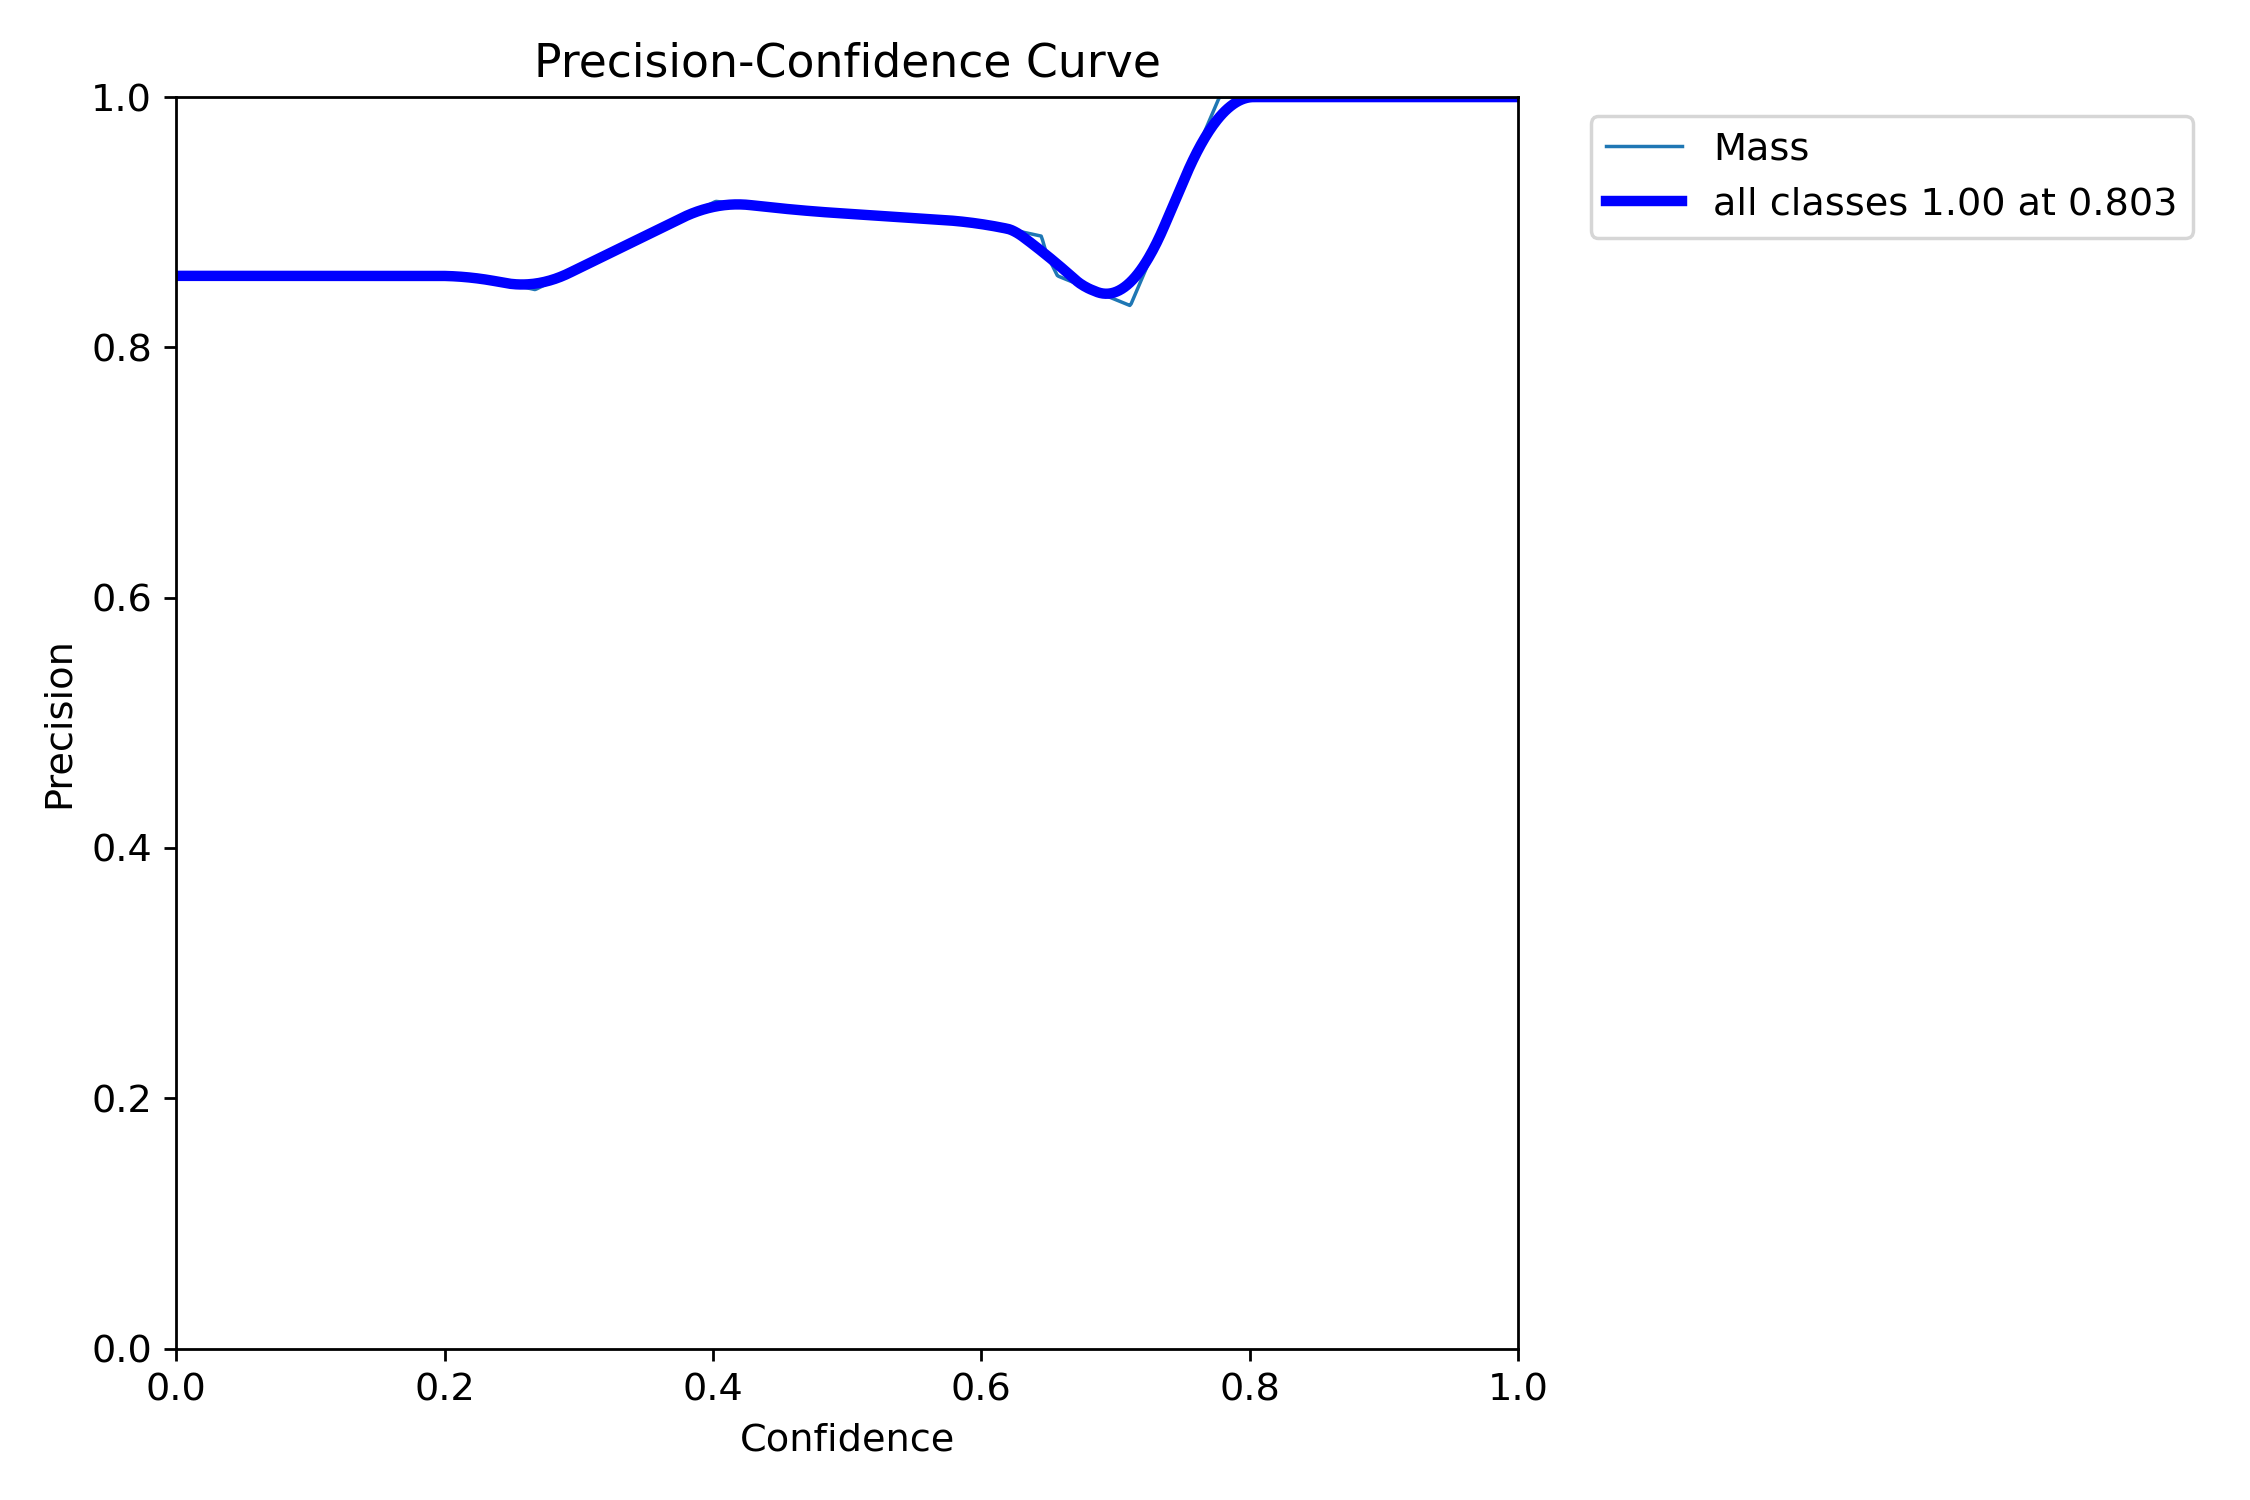 Precision-Confidence Curve
1.0
0.8
0.6
0.4
0.2
0.0
Precision
0.0 0.2 0.4 0.6 0.8 1.0
Confidence
Mass
all classes 1.00 at 0.803